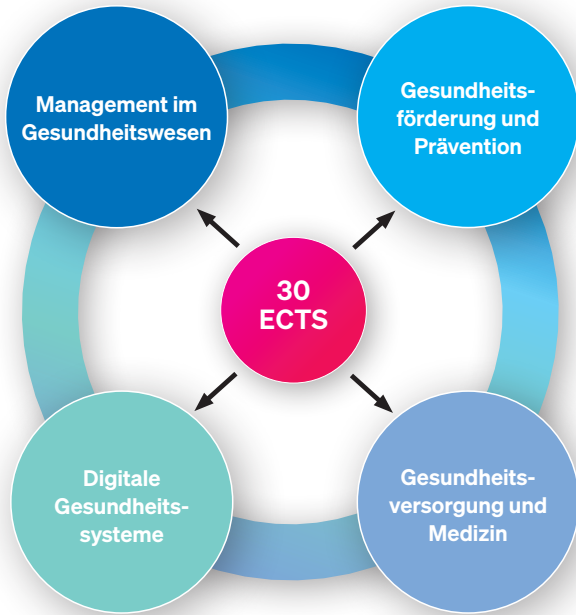 Management im
Gesundheitswesen
Gesundheits-
förderung und
Prävention
30
ECTS
Digitale
Gesundheits-
systeme
Gesundheits-
versorgung und
Medizin